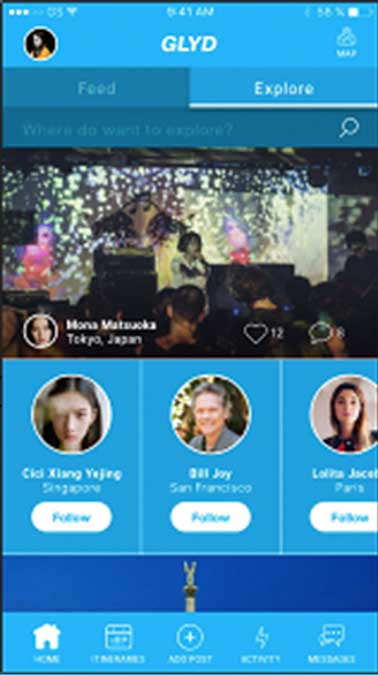 9:41 AM 58 %
GLYD
MAP
Feed Explore
Where do want to explore?
Mona Matsuoka
Tokyo, Japan
12 8
Cici Xiang Yejing
Singapore
Follow
Bill Joy
San Francisco
Follow
Lolita Jacob
Paris
Follow
HOME ITINERARIES ADD POST ACTIVITY MESSAGES